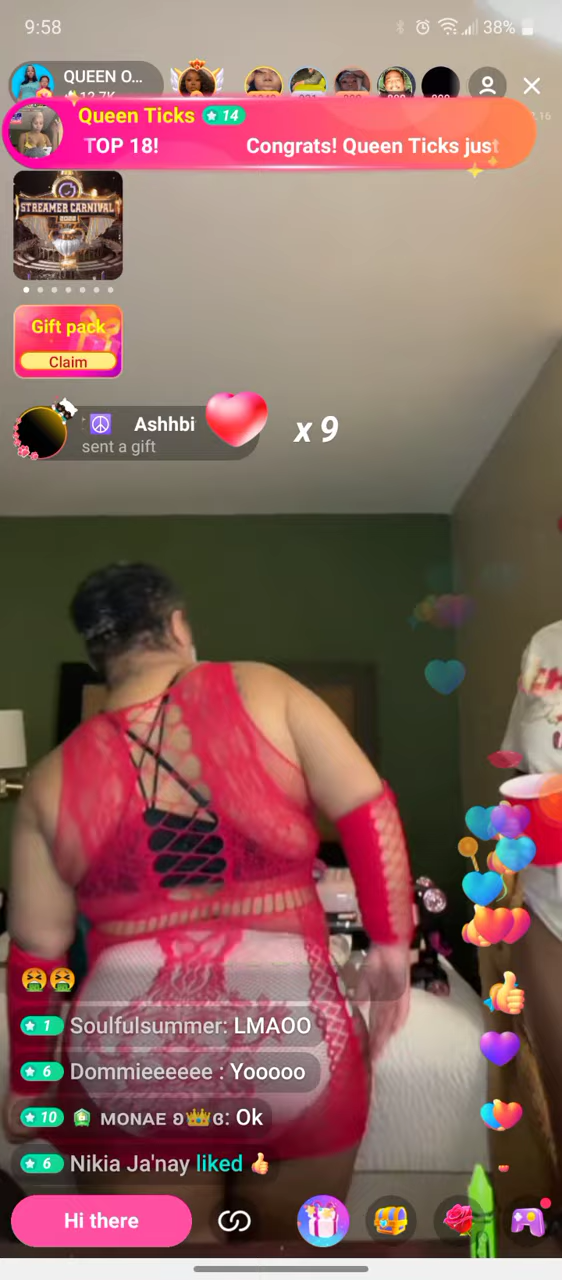 9:58
38%
QUEEN O...
Queen Ticks
14
TOP 18!
Congrats! Queen Ticks just
STREAMER CARNIVAL
Gift pack
Claim
Ashhbi
sent a gift
x 9
1 Soulfulsummer: LMAOO
6 Dommieeeeee : Yooooo
10 ᴍᴏɴᴀᴇ ʚ👑ɞ: Ok
6 Nikia Ja'nay liked 👍
Hi there